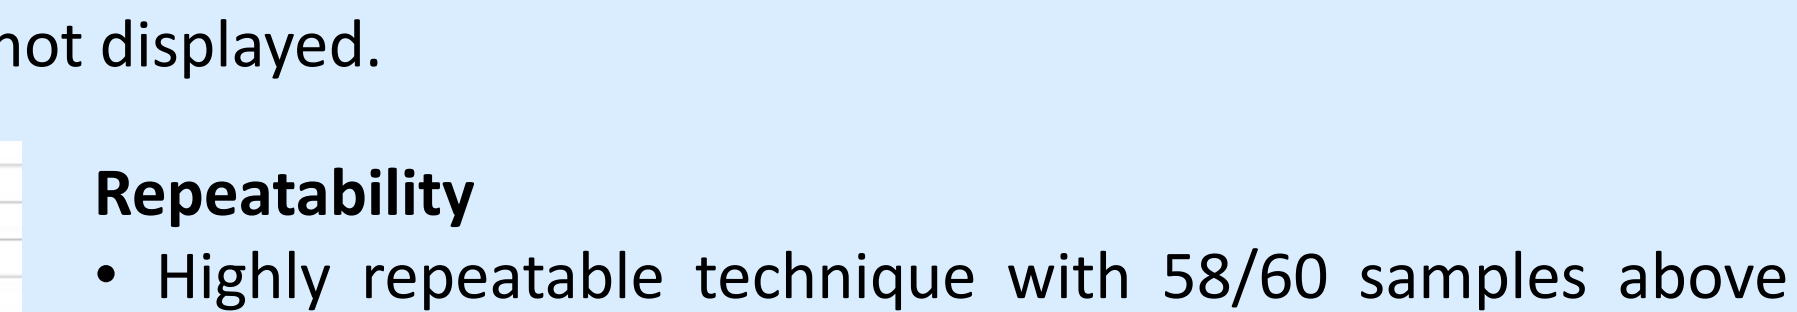 not displayed.
Repeatability
• Highly repeatable technique with 58/60 samples above